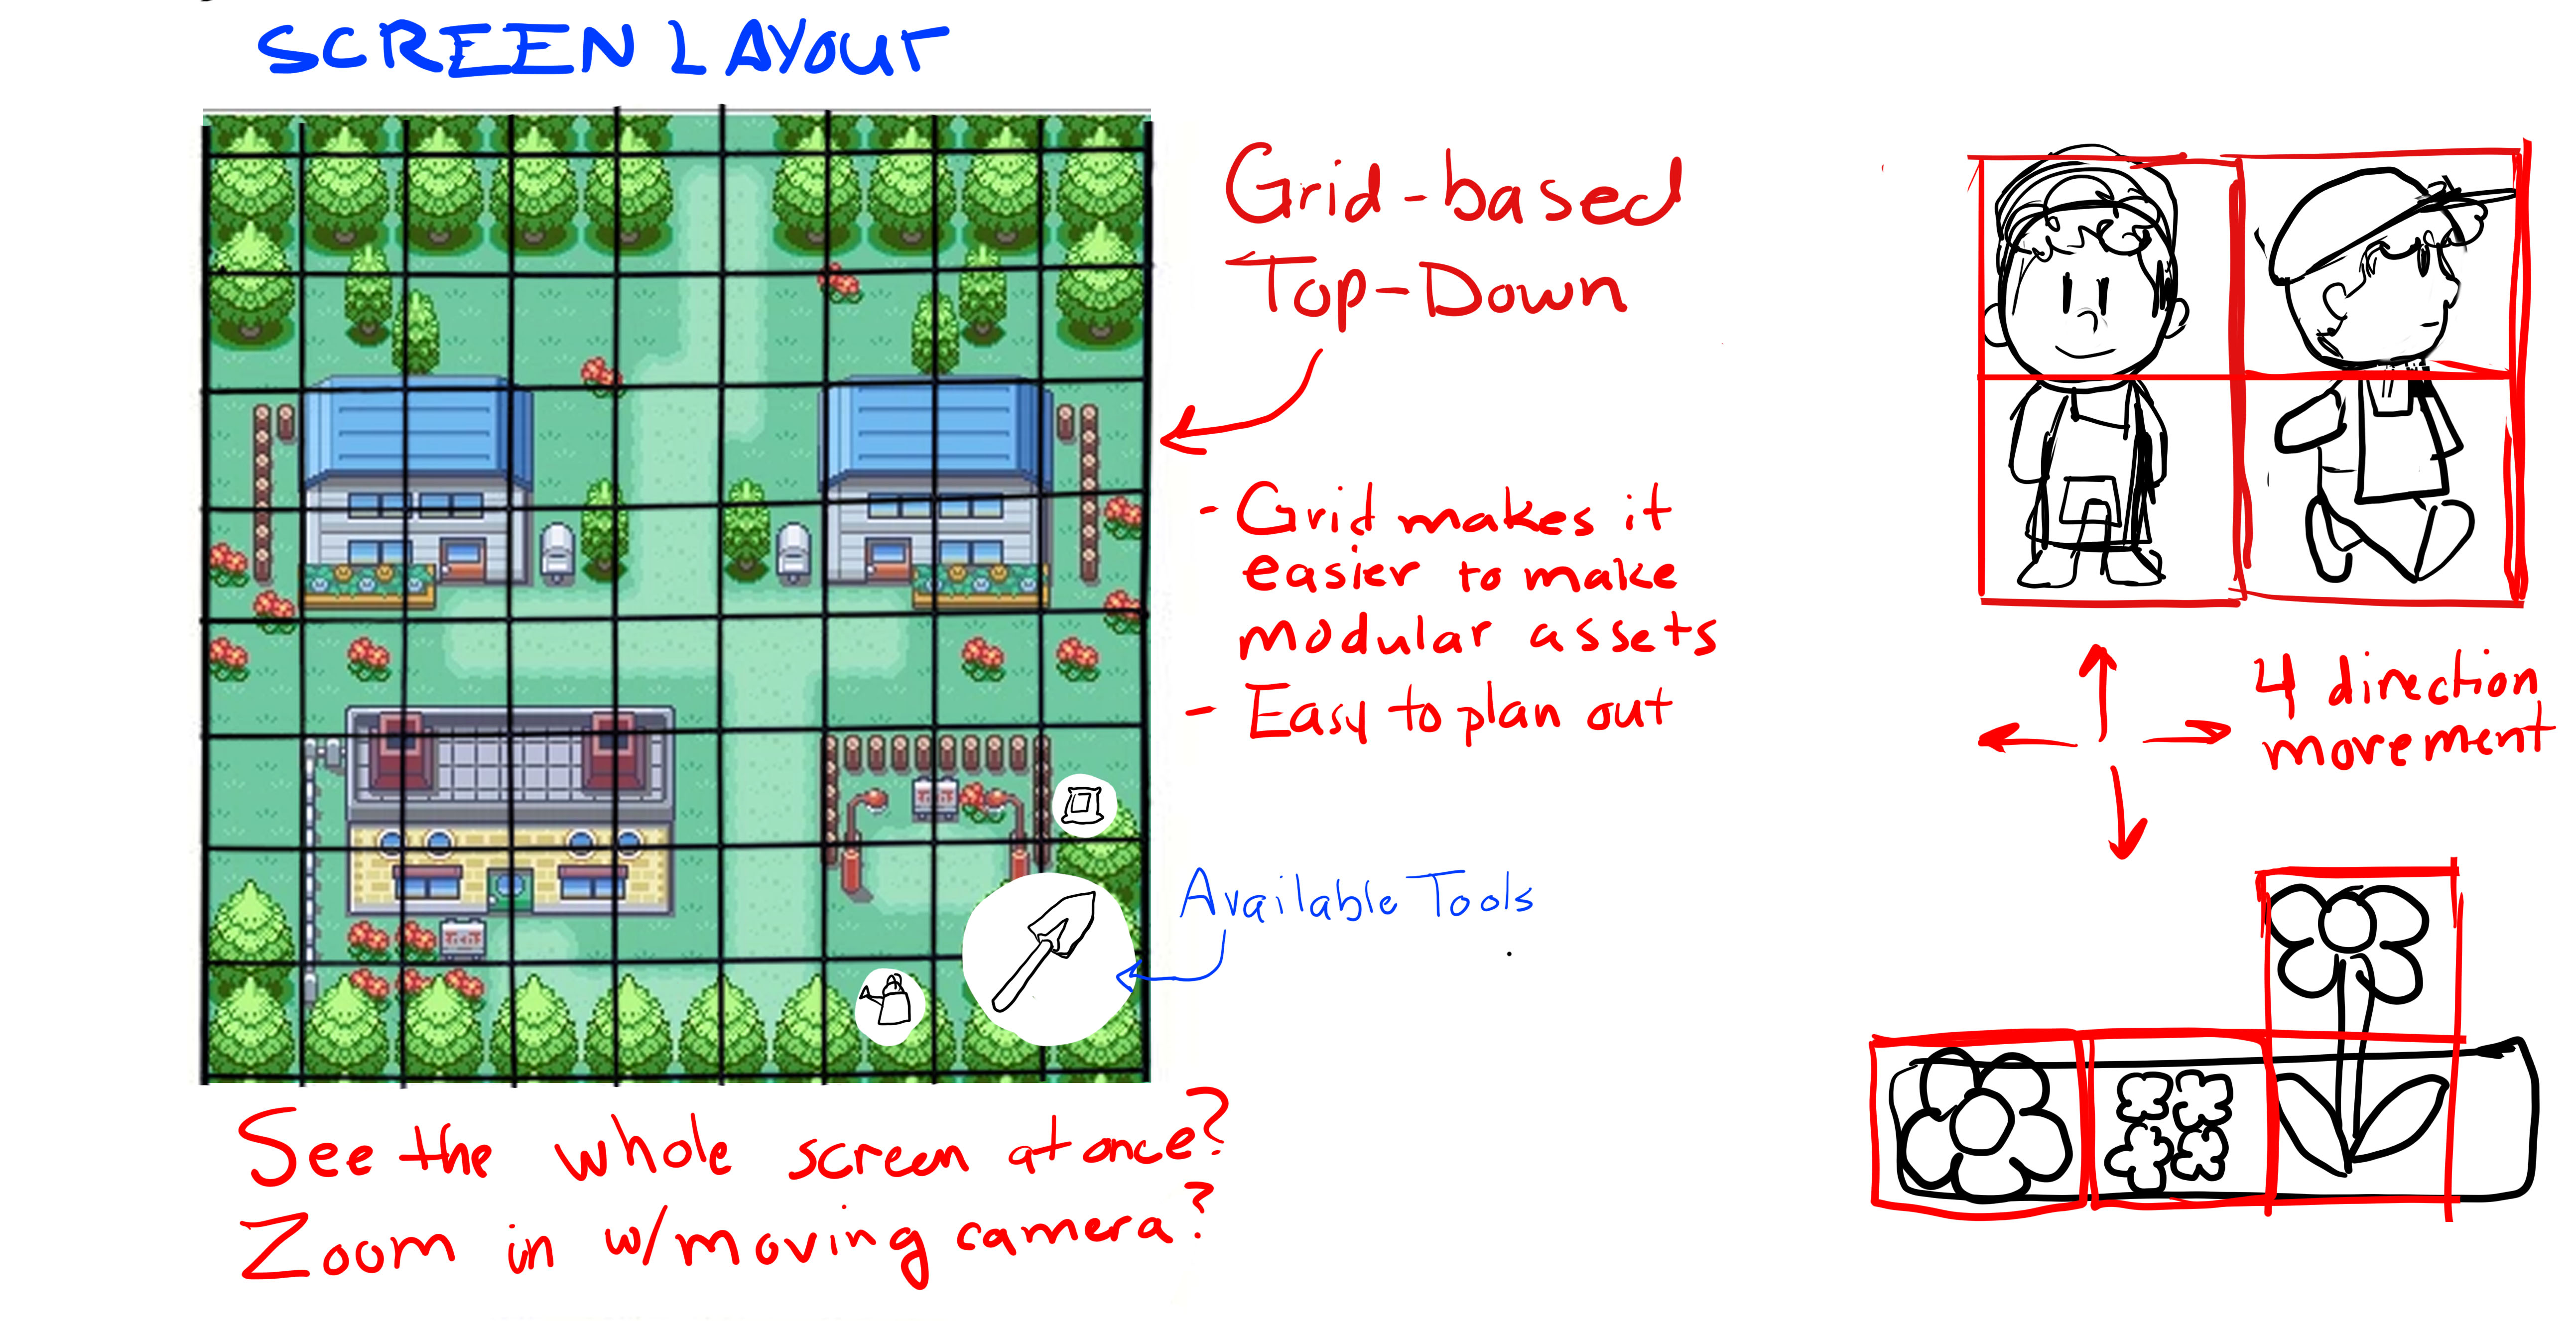 SCREEN LAYOUT
Grid-based
Top-Down
- Grid makes it
easier to make
modular assets
- Easy to plan out
4 direction
movement
Available Tools
See the whole screen at once?
Zoom in w/moving camera?